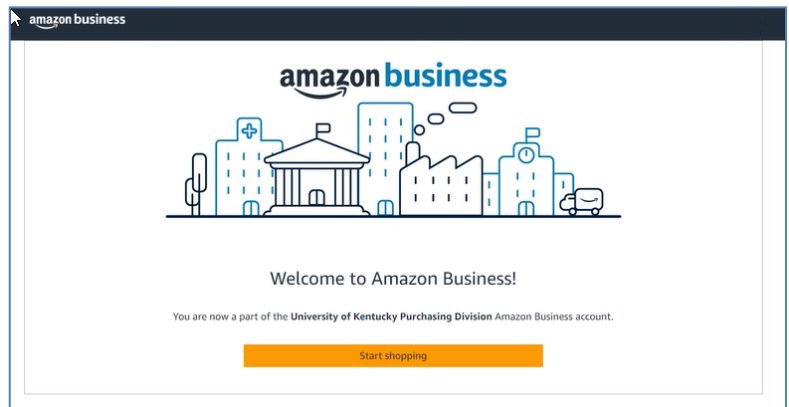 amazon business
amazon business
Welcome to Amazon Business!
You are now a part of the University of Kentucky Purchasing Division Amazon Business account.
Start shopping